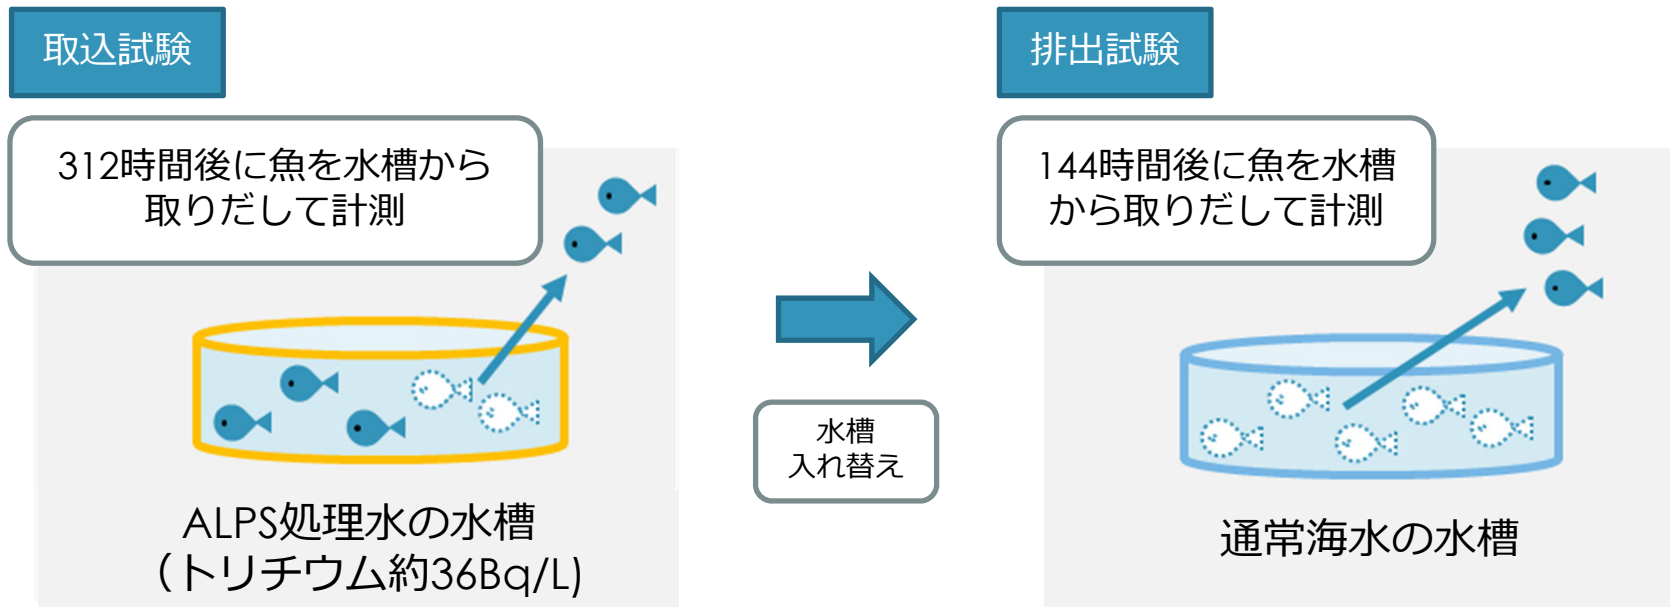 取込試験
312時間後に魚を水槽から
取りだして計測
ALPS処理水の水槽
（トリチウム約36Bq/L)
水槽
入れ替え
排出試験
144時間後に魚を水槽
から取りだして計測
通常海水の水槽